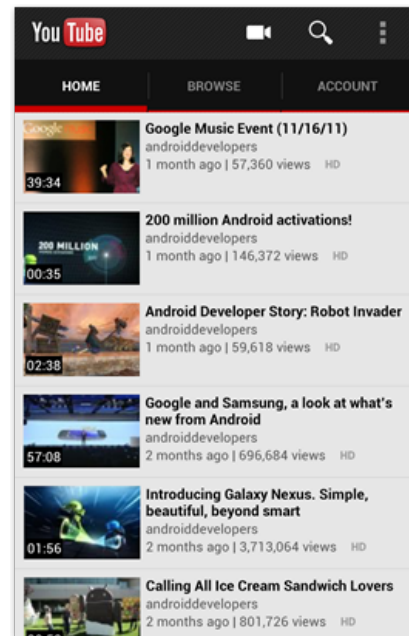 You Tube
HOME BROWSE ACCOUNT
Google
Google Music Event (11/16/11)
androiddevelopers
1 month ago | 57,360 views HD
39:34
200 million Android activations!
androiddevelopers
1 month ago | 146,372 views HD
200 MILLION
00:35
Android Developer Story: Robot Invader
androiddevelopers
1 month ago | 59,618 views HD
02:38
Google and Samsung, a look at what's
new from Android
androiddevelopers
2 months ago | 696,684 views HD
57:08
Introducing Galaxy Nexus. Simple,
beautiful, beyond smart
androiddevelopers
2 months ago | 3,713,064 views HD
01:56
Calling All Ice Cream Sandwich Lovers
androiddevelopers
2 months ago | 801,726 views HD